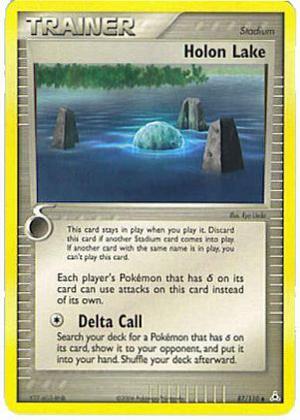 TRAINER
Stadium
Holon Lake
Illus. Ryo Ueda
This card stays in play when you play it. Discard
this card if another Stadium card comes into play.
If another card with the same name is in play, you
can't play this card.
Each player's Pokémon that has δ on its
card can use attacks on this card instead
of its own.
Delta Call
Search your deck for a Pokémon that has δ on
its card, show it to your opponent, and put it
into your hand. Shuffle your deck afterward.
87/110